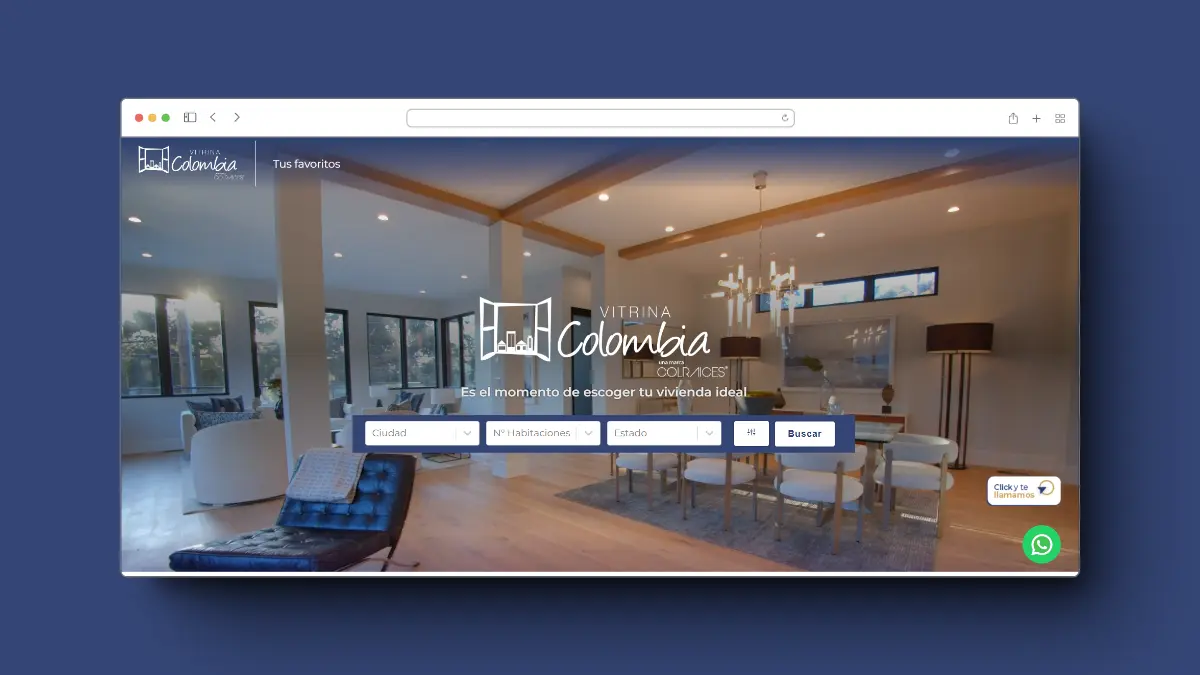 VITRINA
Colombia
COLRAICES
Tus favoritos
VITRINA
Colombia
una marca
COLRAICES®
Es el momento de escoger tu vivienda ideal
Ciudad
N° Habitaciones
Estado
Buscar
Click y te
llamamos